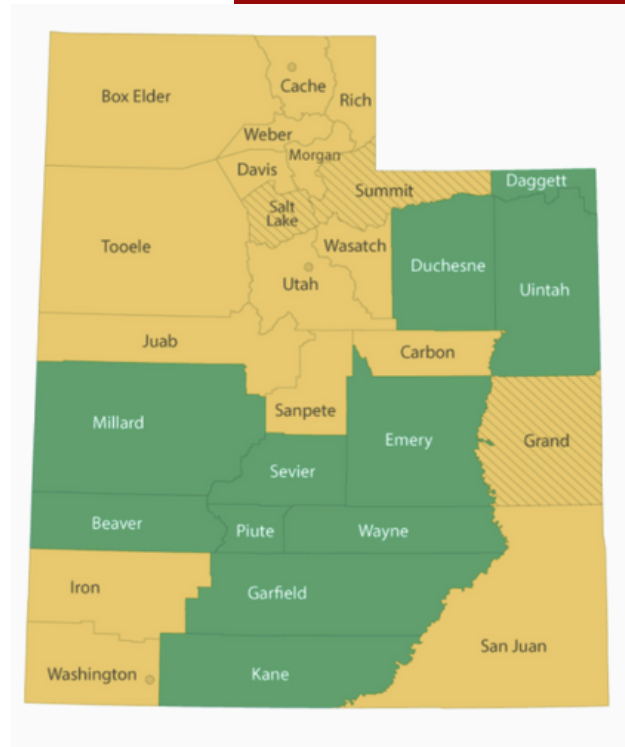 Cache
Box Elder
Rich
Weber
Morgan
Davis
Summit
Daggett
Salt
Lake
Tooele
Wasatch
Duchesne
Utah
Uintah
Juab
Carbon
Sanpete
Millard
Emery
Grand
Sevier
Beaver
Piute
Wayne
Iron
Garfield
San Juan
Washington
Kane